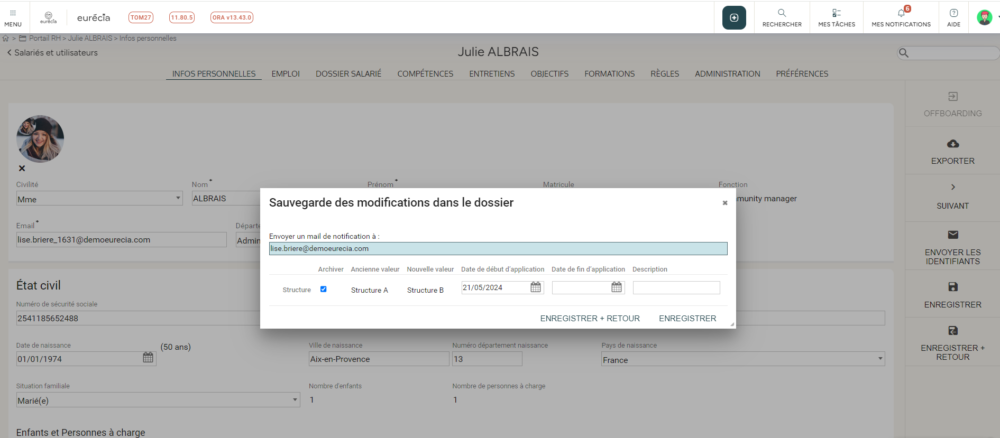 MENU
eurécia
eurécia
TOM27
11.80.5
ORA v13.43.0
RECHERCHER
MES TÂCHES
6
MES NOTIFICATIONS
AIDE
> Portail RH > Julie ALBRAIS > Infos personnelles
Salariés et utilisateurs
Julie ALBRAIS
INFOS PERSONNELLES EMPLOI DOSSIER SALARIÉ COMPÉTENCES ENTRETIENS OBJECTIFS FORMATIONS RÈGLES ADMINISTRATION PRÉFÉRENCES
OFFBOARDING
EXPORTER
SUIVANT
ENVOYER LES
IDENTIFIANTS
ENREGISTRER
ENREGISTRER +
RETOUR
Civilité
Mme
Nom *
ALBRAIS
Prénom *
Matricule
Fonction
munity manager
Email *
lise.briere_1631@demoeurecia.com
Départe
Admin
Sauvegarde des modifications dans le dossier
Envoyer un mail de notification à :
lise.briere@demoeurecia.com
Archiver Ancienne valeur Nouvelle valeur Date de début d'application Date de fin d'application Description
Structure Structure A Structure B 21/05/2024
ENREGISTRER + RETOUR ENREGISTRER
État civil
Numéro de sécurité sociale
2541185652488
Date de naissance
01/01/1974
(50 ans)
Ville de naissance
Aix-en-Provence
Numéro département naissance
13
Pays de naissance
France
Situation familiale
Marié(e)
Nombre d'enfants
1
Nombre de personnes à charge
1
Enfants et Personnes à charge